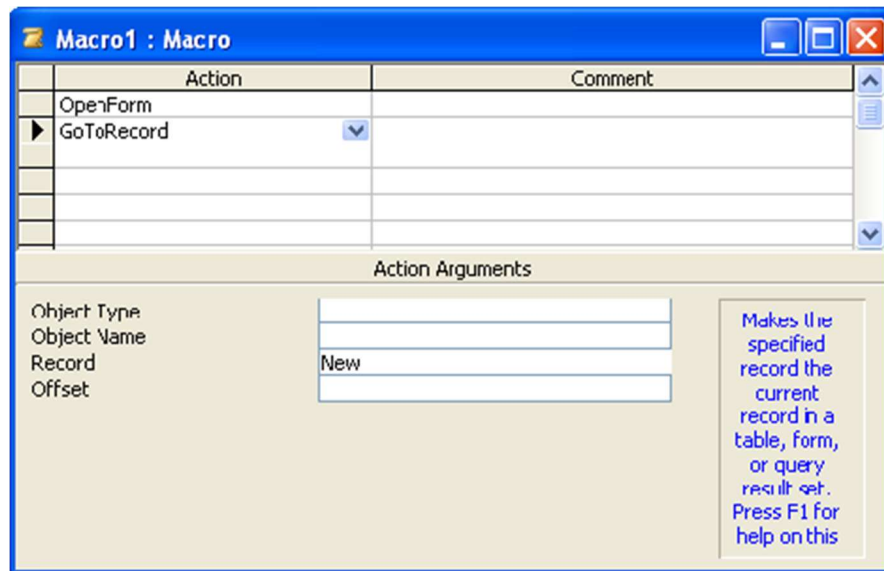 Macro1 : Macro
Action Comment
OpenForm
GoToRecord
Action Arguments
Object Type
Object Name
Record New
Offset
Makes the
specified
record the
current
record in a
table, form,
or query
result set.
Press F1 for
help on this